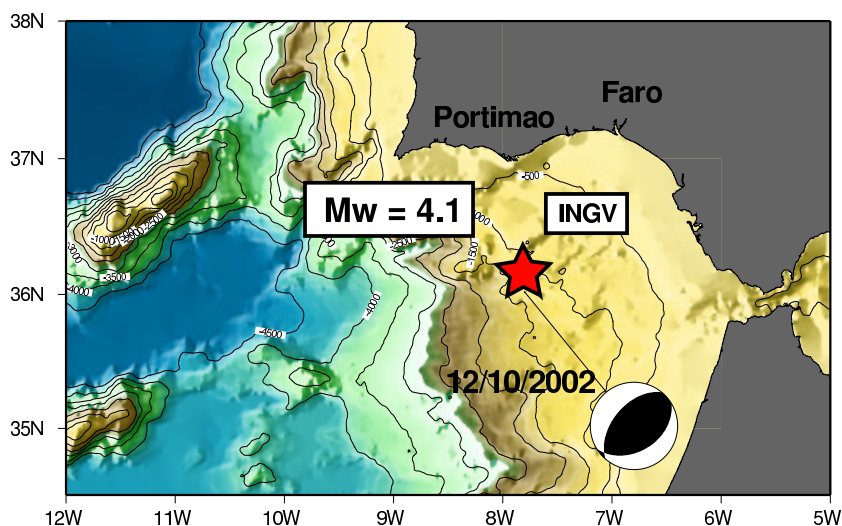 38N
Faro
Portimao
37N
-500
Mw = 4.1
INGV
-1500
-3500
-4000
36N
-4000
-4500
12/10/2002
35N
12W
11W
10W
9W
8W
7W
6W
5W